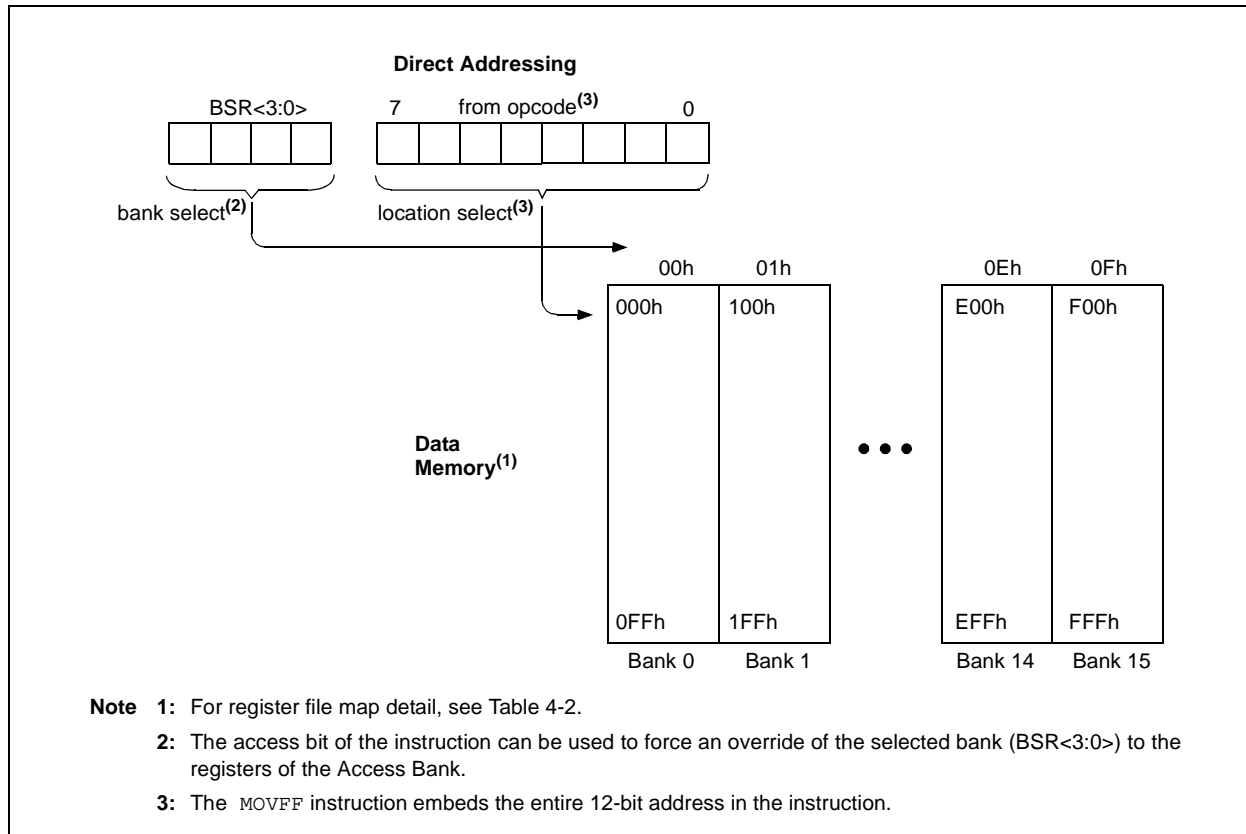 Direct Addressing
BSR<3:0>
7 from opcode(3) 0
bank select(2)
location select(3)
00h 01h 0Eh 0Fh
000h 100h E00h F00h
Data
Memory(1)
0FFh 1FFh EFFh FFFh
Bank 0 Bank 1 Bank 14 Bank 15
Note 1: For register file map detail, see Table 4-2.
2: The access bit of the instruction can be used to force an override of the selected bank (BSR<3:0>) to the
registers of the Access Bank.
3: The MOVFF instruction embeds the entire 12-bit address in the instruction.